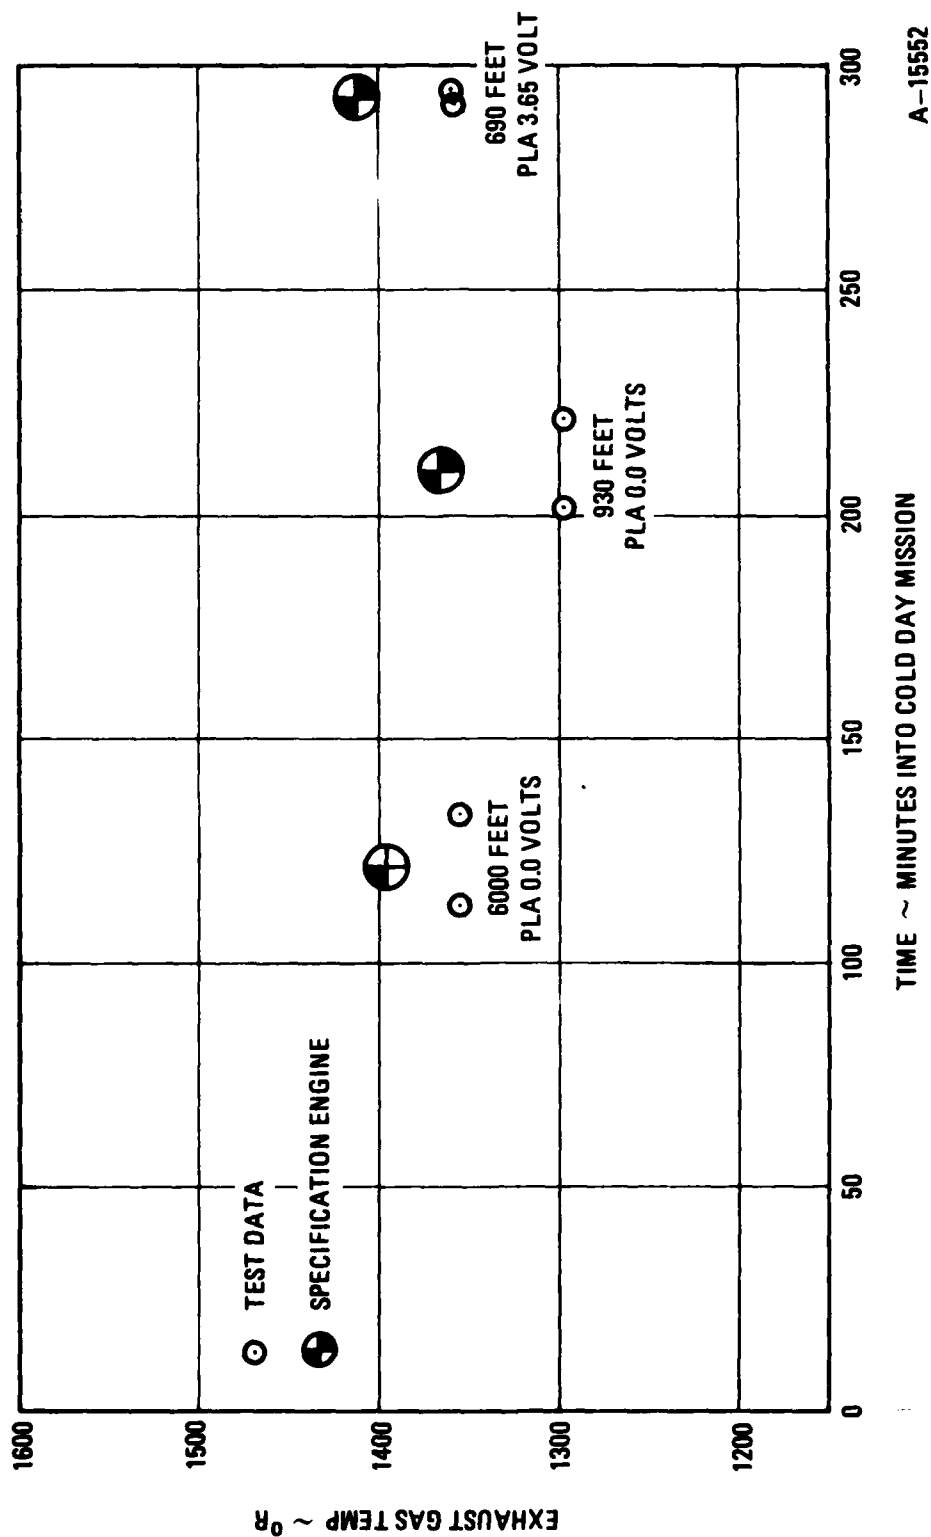 EXHAUST GAS TEMP ~ °R
1600
1500
1400
1300
1200
TEST DATA
SPECIFICATION ENGINE
6000 FEET
PLA 0.0 VOLTS
930 FEET
PLA 0.0 VOLTS
690 FEET
PLA 3.65 VOLT
0
50
100
150
200
250
300
TIME ~ MINUTES INTO COLD DAY MISSION
A-15552